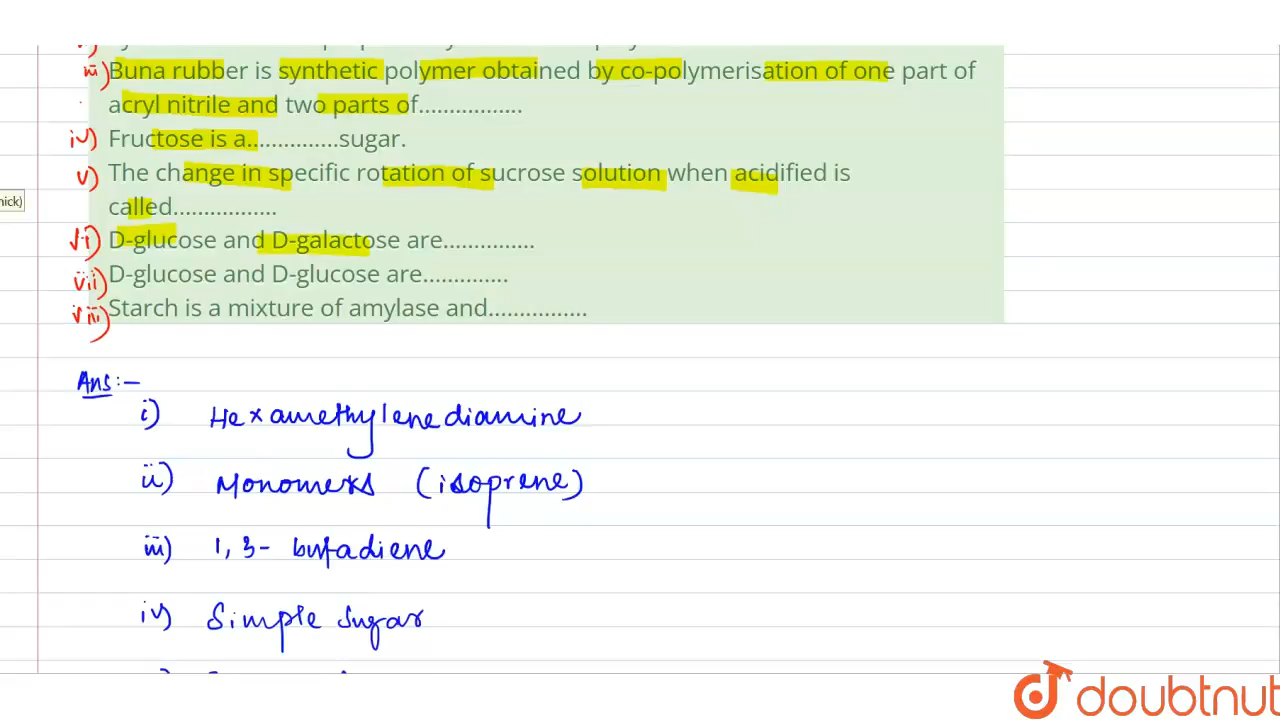 iii) Buna rubber is synthetic polymer obtained by co-polymerisation of one part of
acryl nitrile and two parts of.................
iv) Fructose is a...............sugar.
v) The change in specific rotation of sucrose solution when acidified is
called.................
vi) D-glucose and D-galactose are...............
vii) D-glucose and D-glucose are..............
viii) Starch is a mixture of amylase and................
hick)
Ans:-
i) Hexamethylenediamine
ii) Monomers (isoprene)
iii) 1,3- butadiene
iv) Simple sugar
doubtnut